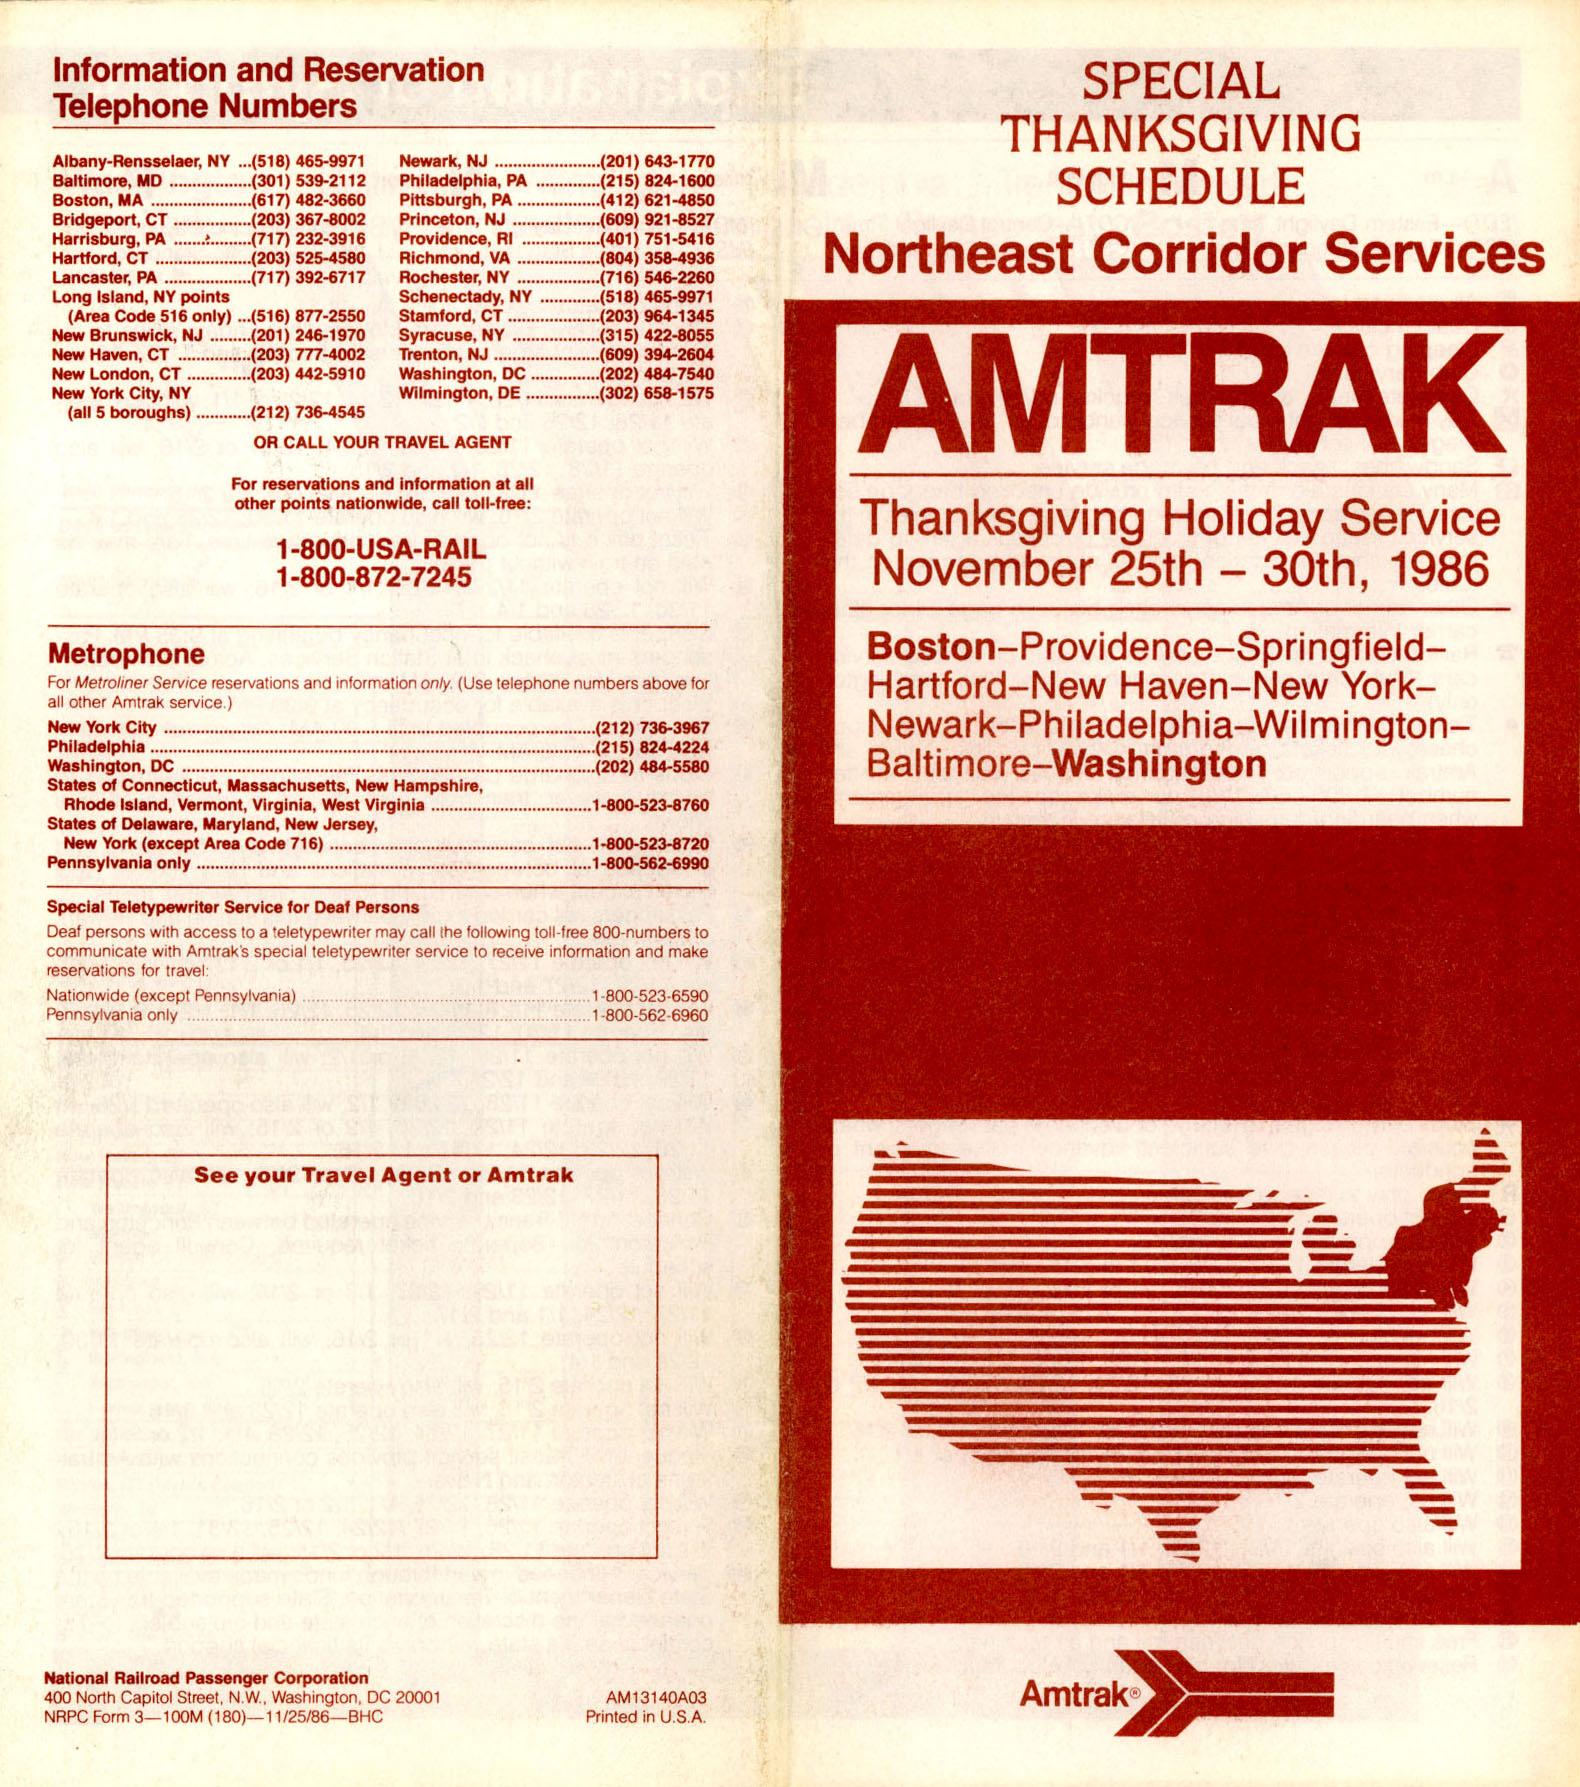 Information and Reservation
Telephone Numbers
Albany-Rensselaer, NY ...(518) 465-9971
Baltimore, MD ..................(301) 539-2112
Boston, MA ......................(617) 482-3660
Bridgeport, CT .................(203) 367-8002
Harrisburg, PA .................(717) 232-3916
Hartford, CT .....................(203) 525-4580
Lancaster, PA ...................(717) 392-6717
Long Island, NY points
(Area Code 516 only) ...(516) 877-2550
New Brunswick, NJ .........(201) 246-1970
New Haven, CT ................(203) 777-4002
New London, CT ..............(203) 442-5910
New York City, NY
(all 5 boroughs) ............(212) 736-4545
Newark, NJ .......................(201) 643-1770
Philadelphia, PA ..............(215) 824-1600
Pittsburgh, PA ..................(412) 621-4850
Princeton, NJ ....................(609) 921-8527
Providence, RI ..................(401) 751-5416
Richmond, VA ..................(804) 358-4936
Rochester, NY ..................(716) 546-2260
Schenectady, NY .............(518) 465-9971
Stamford, CT ....................(203) 964-1345
Syracuse, NY ...................(315) 422-8055
Trenton, NJ .......................(609) 394-2604
Washington, DC ...............(202) 484-7540
Wilmington, DE ................(302) 658-1575
OR CALL YOUR TRAVEL AGENT
For reservations and information at all
other points nationwide, call toll-free:
1-800-USA-RAIL
1-800-872-7245
Metrophone
For Metroliner Service reservations and information only. (Use telephone numbers above for
all other Amtrak service.)
New York City ..............................(212) 736-3967
Philadelphia ..............................(215) 824-4224
Washington, DC ..............................(202) 484-5580
States of Connecticut, Massachusetts, New Hampshire,
Rhode Island, Vermont, Virginia, West Virginia ..............................1-800-523-8760
States of Delaware, Maryland, New Jersey,
New York (except Area Code 716) ..............................1-800-523-8720
Pennsylvania only ..............................1-800-562-6990
Special Teletypewriter Service for Deaf Persons
Deaf persons with access to a teletypewriter may call the following toll-free 800-numbers to
communicate with Amtrak's special teletypewriter service to receive information and make
reservations for travel:
Nationwide (except Pennsylvania) ..............................1-800-523-6590
Pennsylvania only ..............................1-800-562-6960
See your Travel Agent or Amtrak
National Railroad Passenger Corporation
400 North Capitol Street, N.W., Washington, DC 20001
NRPC Form 3—100M (180)—11/25/86—BHC
AM13140A03
Printed in U.S.A.
SPECIAL
THANKSGIVING
SCHEDULE
Northeast Corridor Services
AMTRAK
Thanksgiving Holiday Service
November 25th – 30th, 1986
Boston–Providence–Springfield–
Hartford–New Haven–New York–
Newark–Philadelphia–Wilmington–
Baltimore–Washington
Amtrak®